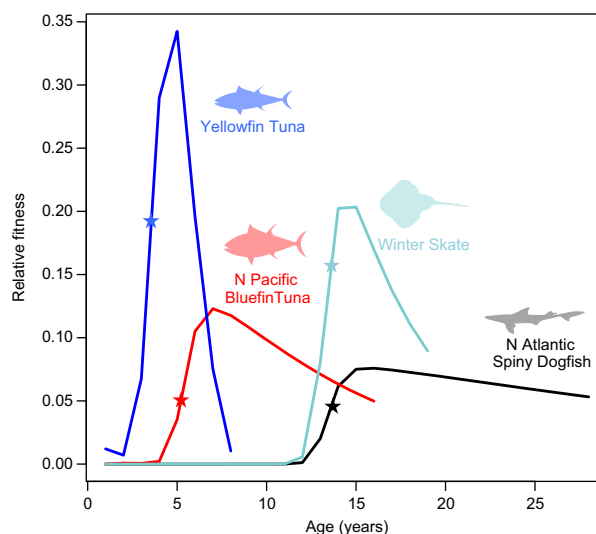 0.35
0.30
0.25
0.20
0.15
0.10
0.05
0.00
Relative fitness
Yellowfin Tuna
N Pacific
BluefinTuna
Winter Skate
N Atlantic
Spiny Dogfish
0 5 10 15 20 25
Age (years)